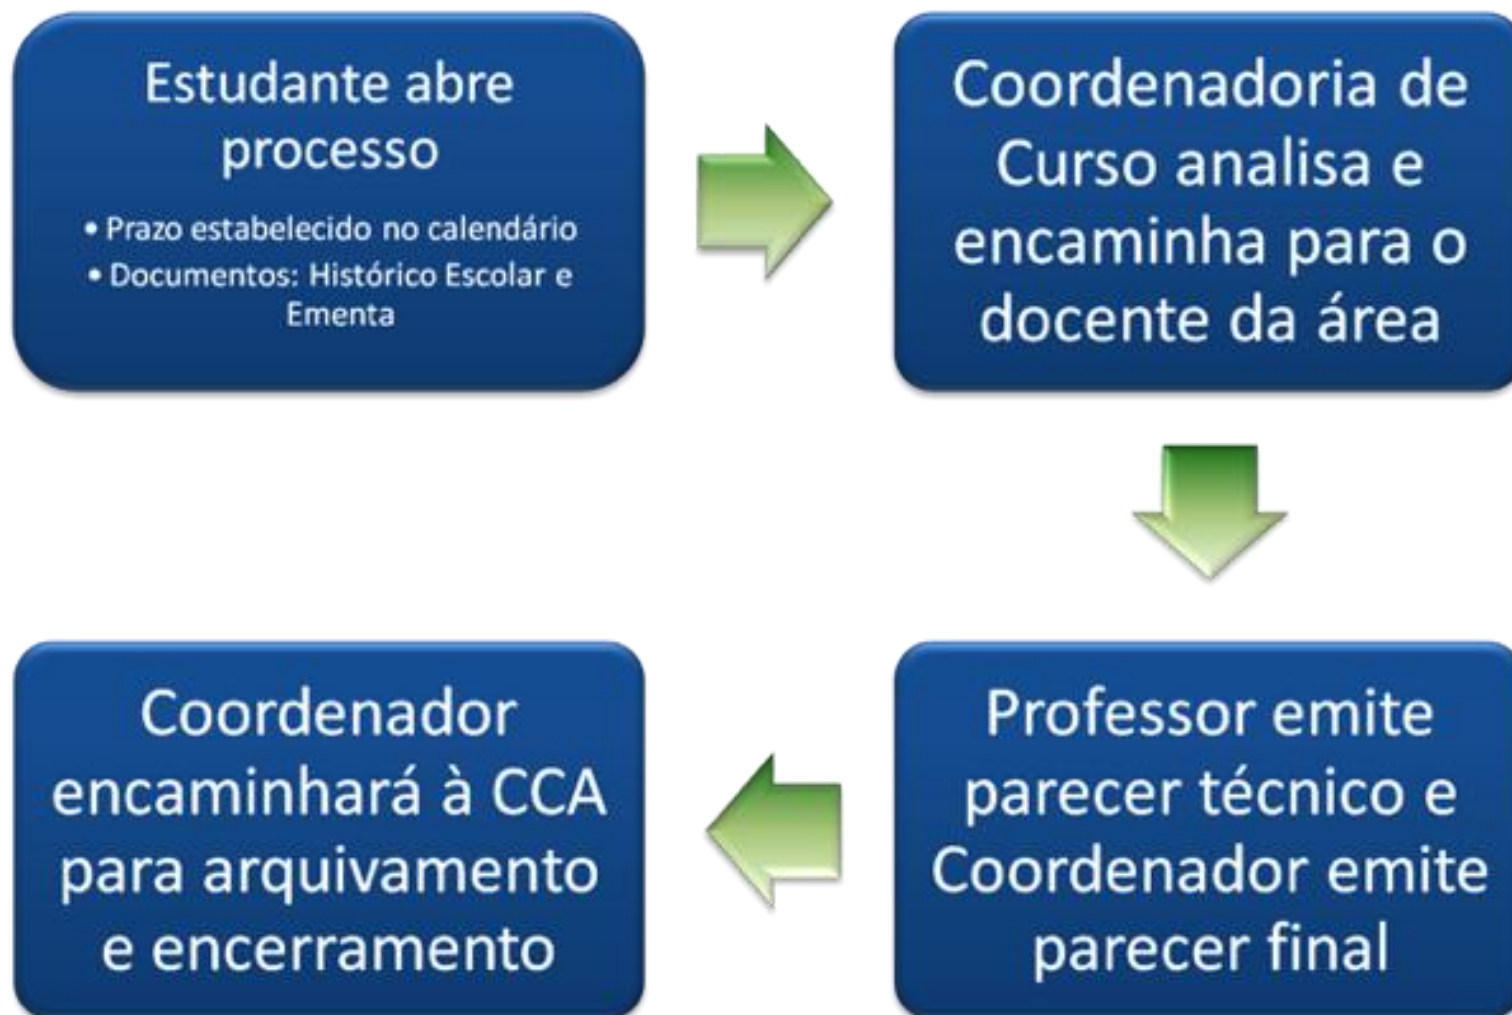 Estudante abre
processo
• Prazo estabelecido no calendário
• Documentos: Histórico Escolar e
Ementa
Coordenadoria de
Curso analisa e
encaminha para o
docente da área
Professor emite
parecer técnico e
Coordenador emite
parecer final
Coordenador
encaminhará à CCA
para arquivamento
e encerramento